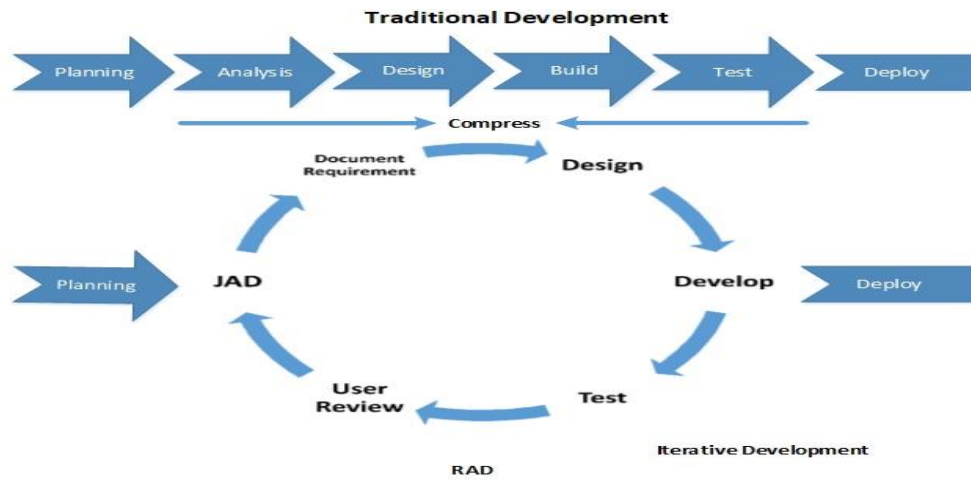 Traditional Development
Planning
Analysis
Design
Build
Test
Deploy
Compress
Document
Requirement
Design
Planning
JAD
Develop
Deploy
User
Review
Test
Iterative Development
RAD